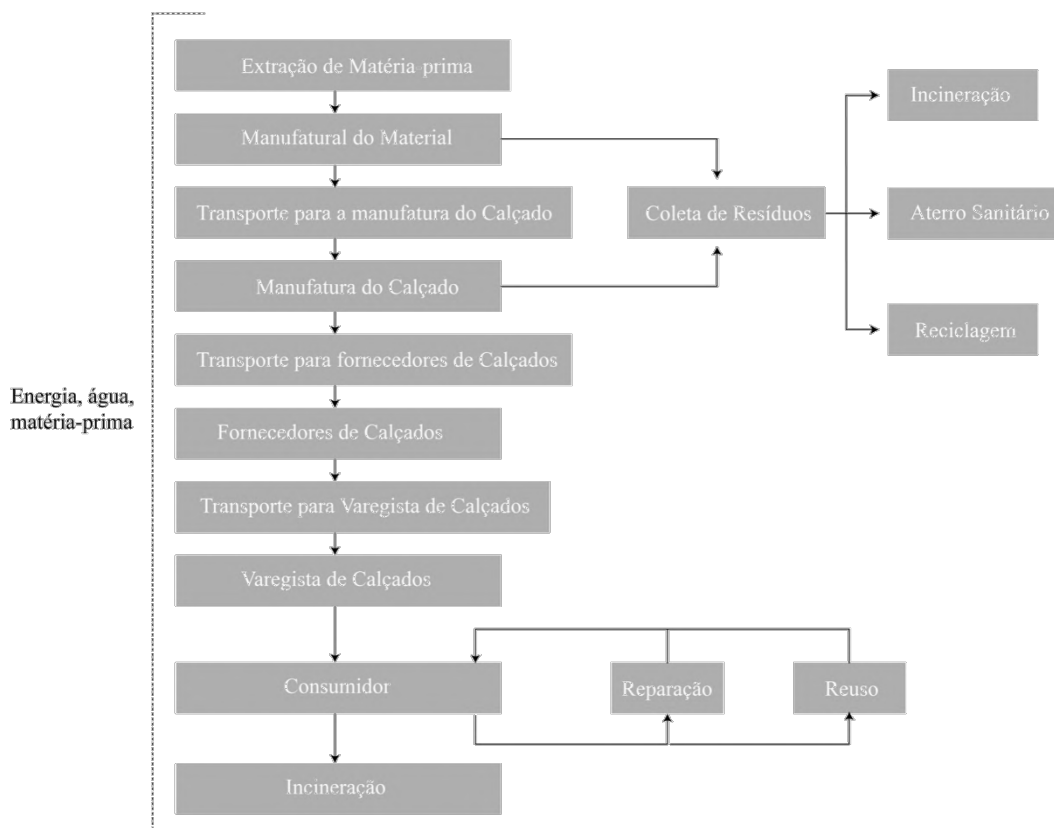 Extração de Matéria-prima
Manufatural do Material
Transporte para a manufatura do Calçado
Manufatura do Calçado
Transporte para fornecedores de Calçados
Fornecedores de Calçados
Transporte para Varegista de Calçados
Varegista de Calçados
Consumidor
Incineração
Energia, água,
matéria-prima
Coleta de Resíduos
Incineração
Aterro Sanitário
Reciclagem
Reparação
Reuso